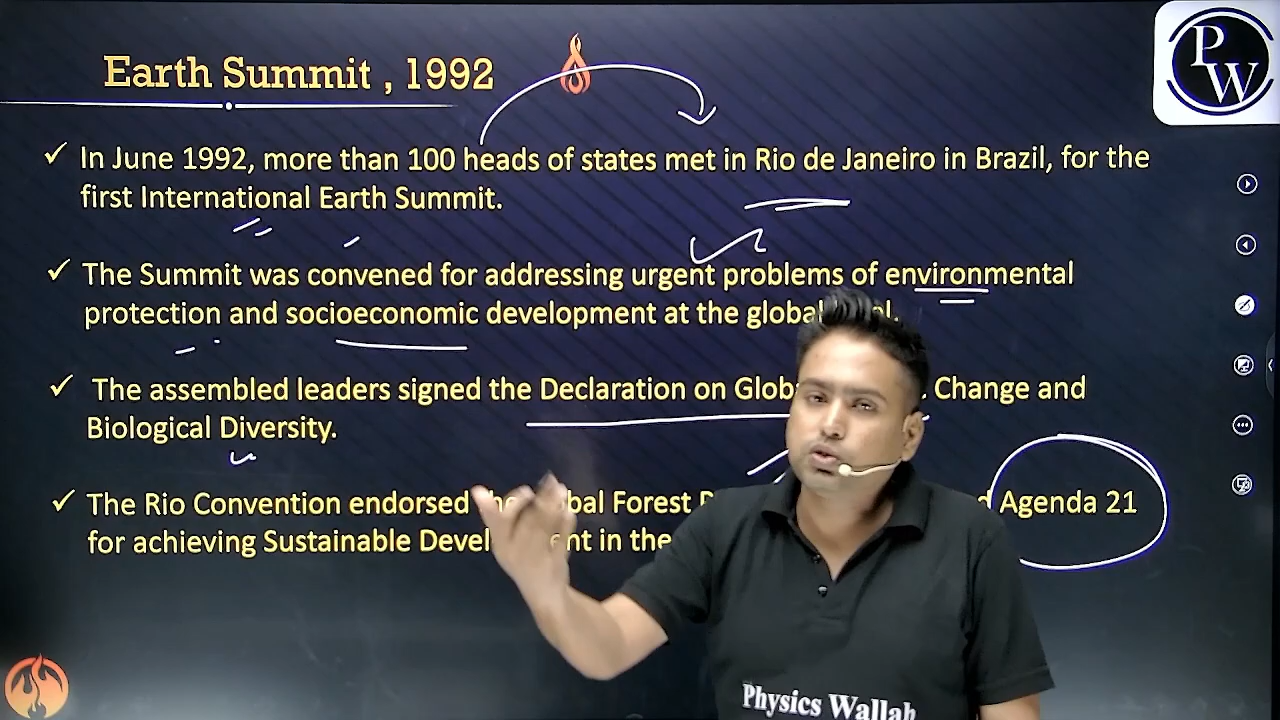 Earth Summit , 1992
PW
✓ In June 1992, more than 100 heads of states met in Rio de Janeiro in Brazil, for the
first International Earth Summit.
✓ The Summit was convened for addressing urgent problems of environmental
protection and socioeconomic development at the global
✓ The assembled leaders signed the Declaration on Change and
Biological Diversity.
✓ The Rio Convention endorsed Forest Agenda 21
for achieving Sustainable in the
Physics Wallah